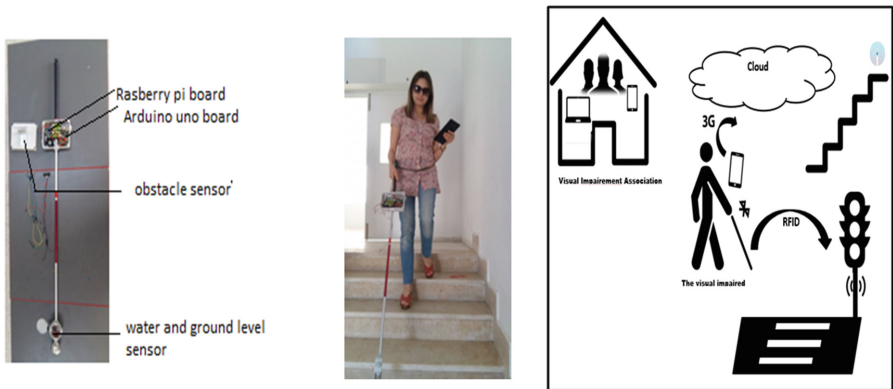 Rasberry pi board
Arduino uno board
obstacle sensor
water and ground level
sensor
Cloud
3G
Visual Impairement Association
RFID
The visual impaired